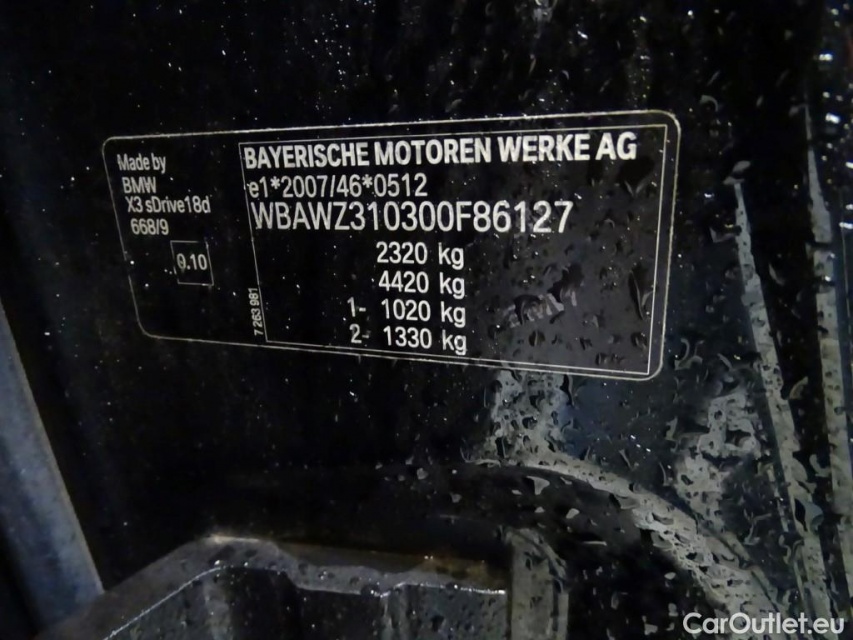 Made by
BMW
X3 sDrive18d
668/9
0.10
7 263 981
BAYERISCHE MOTOREN WERKE AG
e1*2007/46*0512
WBAWZ310300F86127
2320 kg
4420 kg
1- 1020 kg
2- 1330 kg
CarOutlet.eu